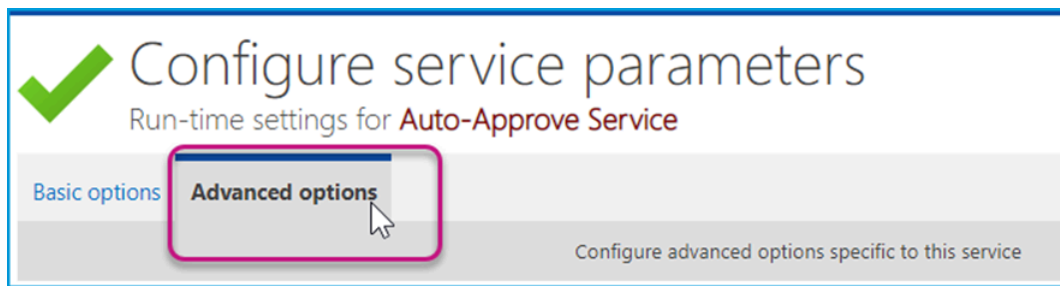 Configure service parameters
Run-time settings for Auto-Approve Service
Basic options Advanced options
Configure advanced options specific to this service